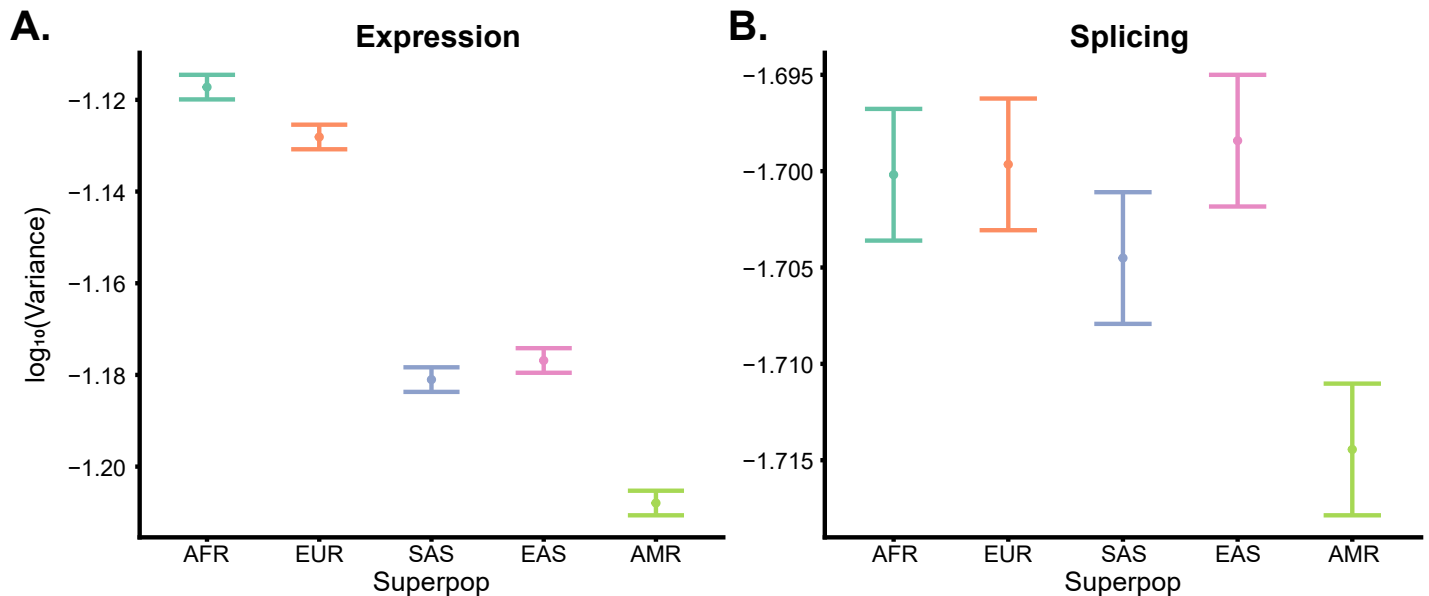 A.
Expression
log₁₀(Variance)
−1.12
−1.14
−1.16
−1.18
−1.20
AFR EUR SAS EAS AMR
Superpop
B.
Splicing
−1.695
−1.700
−1.705
−1.710
−1.715
AFR EUR SAS EAS AMR
Superpop